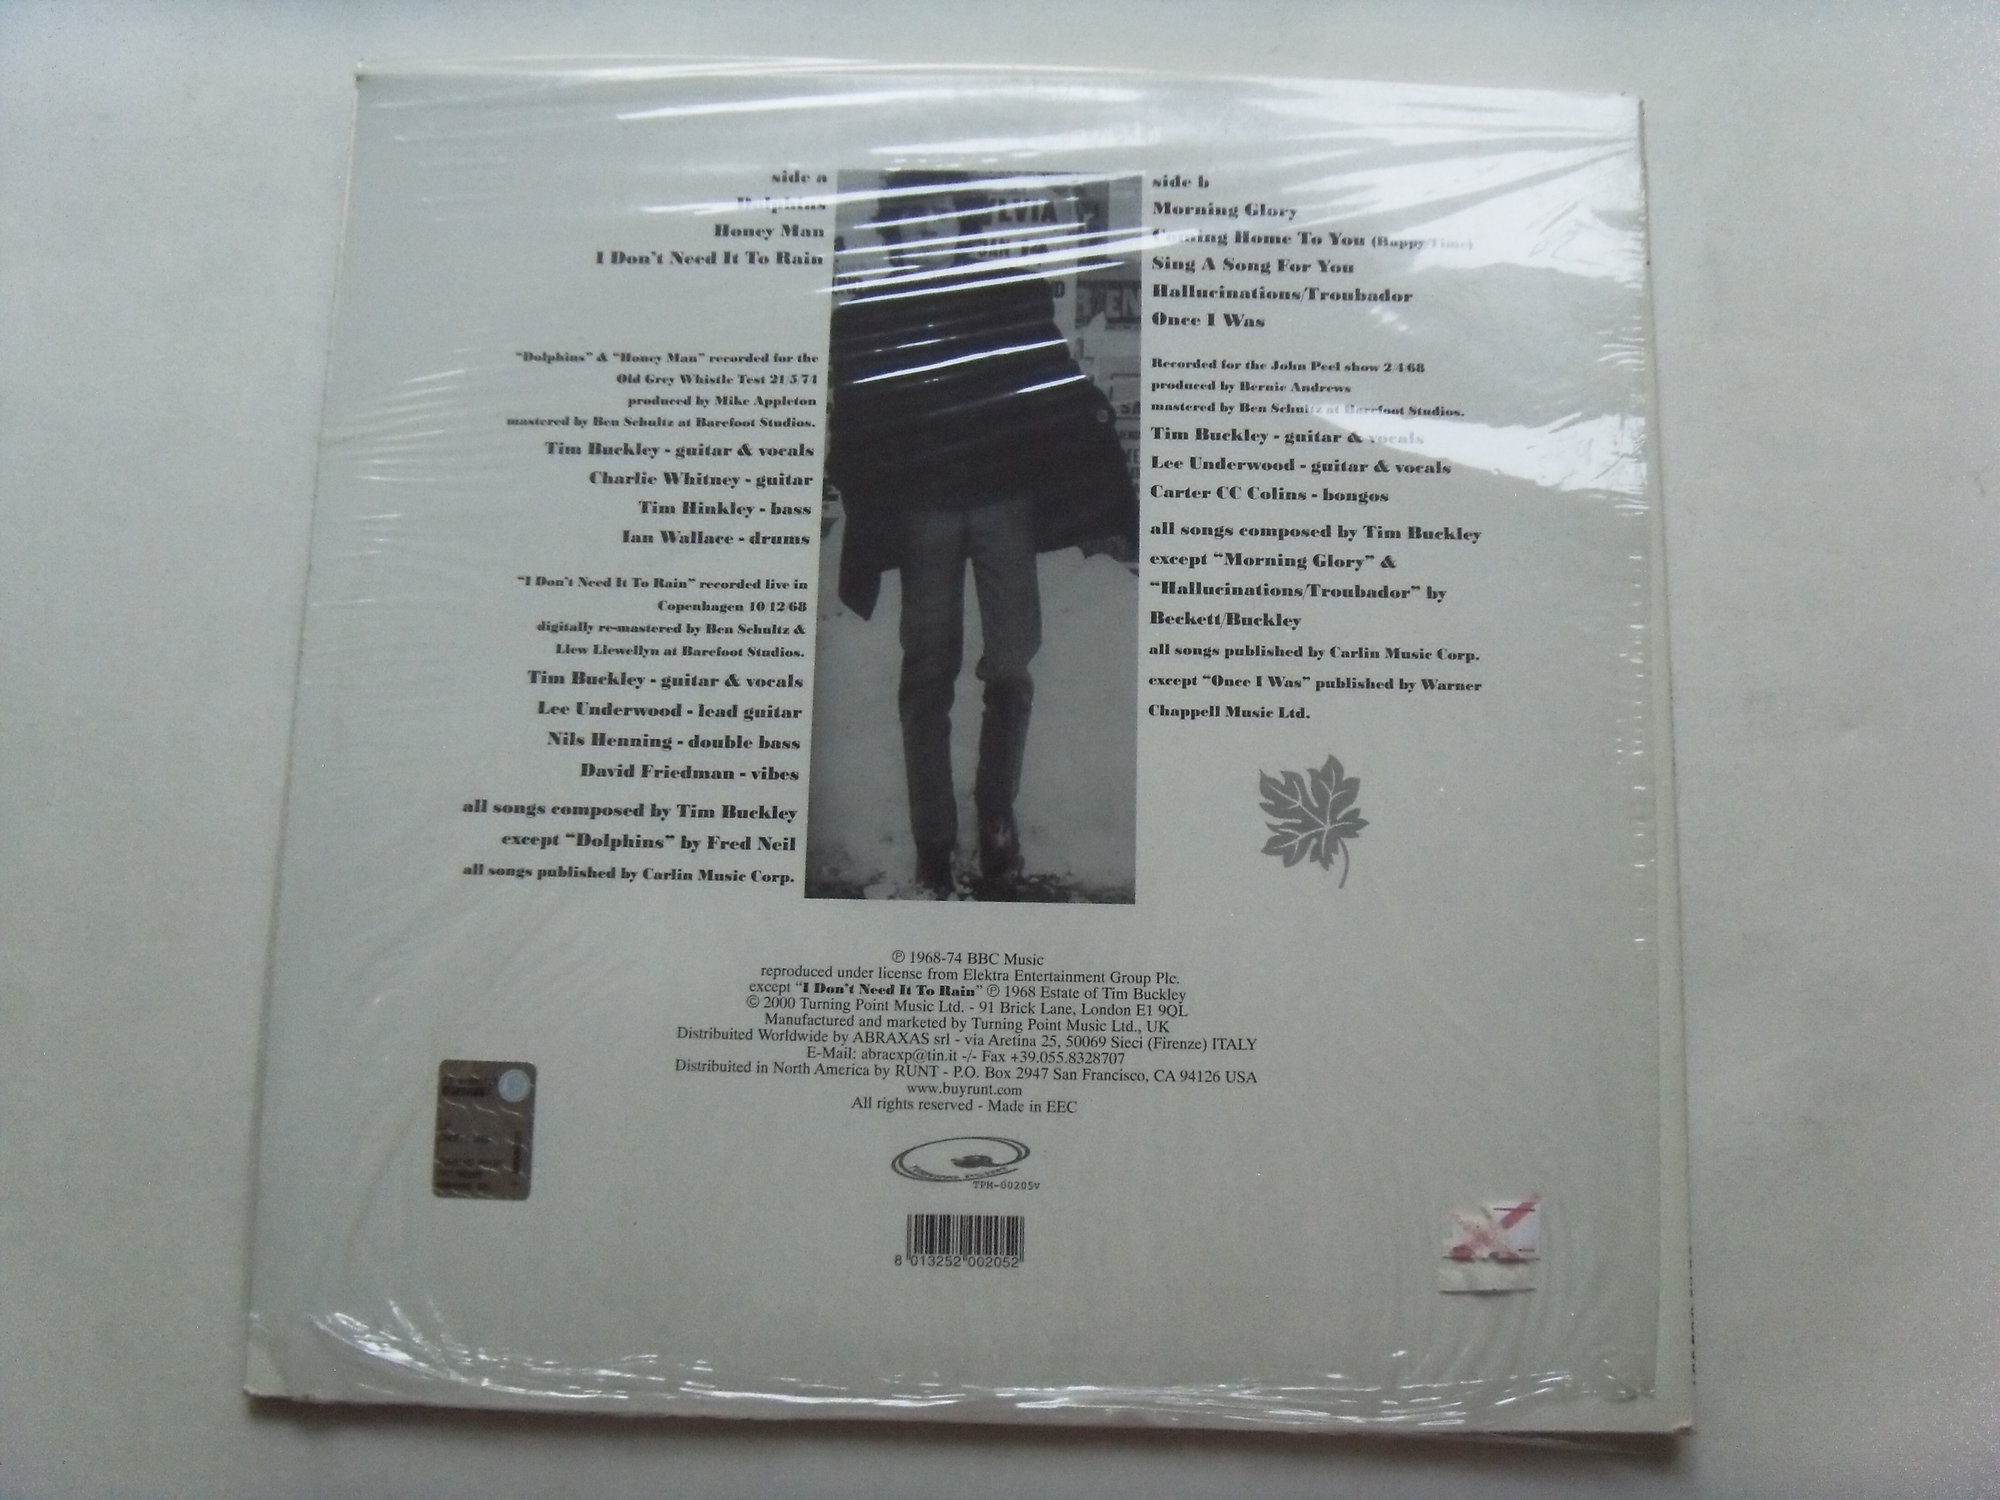 side a
Dolphins
Honey Man
I Don't Need It To Rain
"Dolphins" & "Honey Man" recorded for the
Old Grey Whistle Test 21/5/74
produced by Mike Appleton
mastered by Ben Schultz at Barefoot Studios.
Tim Buckley - guitar & vocals
Charlie Whitney - guitar
Tim Hinkley - bass
Ian Wallace - drums
"I Don't Need It To Rain" recorded live in
Copenhagen 10/12/68
digitally re-mastered by Ben Schultz &
Llew Llewellyn at Barefoot Studios.
Tim Buckley - guitar & vocals
Lee Underwood - lead guitar
Nils Henning - double bass
David Friedman - vibes
all songs composed by Tim Buckley
except "Dolphins" by Fred Neil
all songs published by Carlin Music Corp.
side b
Morning Glory
Coming Home To You (Happy Time)
Sing A Song For You
Hallucinations/Troubador
Once I Was
Recorded for the John Peel show 2/4/68
produced by Bernie Andrews
mastered by Ben Schultz at Barefoot Studios.
Tim Buckley - guitar & vocals
Lee Underwood - guitar & vocals
Carter CC Colins - bongos
all songs composed by Tim Buckley
except "Morning Glory" &
"Hallucinations/Troubador" by
Beckett/Buckley
all songs published by Carlin Music Corp.
except "Once I Was" published by Warner
Chappell Music Ltd.
℗ 1968-74 BBC Music
reproduced under license from Elektra Entertainment Group Plc.
except "I Don't Need It To Rain" ℗ 1968 Estate of Tim Buckley
© 2000 Turning Point Music Ltd. - 91 Brick Lane, London E1 9QL
Manufactured and marketed by Turning Point Music Ltd., UK
Distribuited Worldwide by ABRAXAS srl - via Aretina 25, 50069 Sieci (Firenze) ITALY
E-Mail: abraexp@tin.it -/- Fax +39.055.8328707
Distribuited in North America by RUNT - P.O. Box 2947 San Francisco, CA 94126 USA
www.buyrunt.com
All rights reserved - Made in EEC
TPM-00205v
8 013252 002052